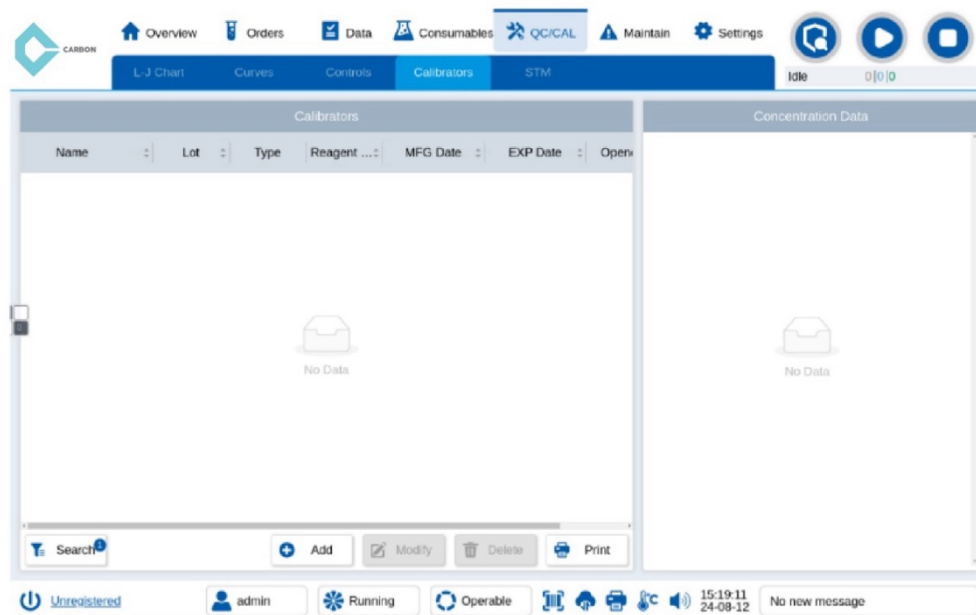 CARBON
Overview
Orders
Data
Consumables
QC/CAL
Maintain
Settings
L-J Chart
Curves
Controls
Calibrators
STM
Idle
0|0|0
Calibrators
Concentration Data
Name
Lot
Type
Reagent ...
MFG Date
EXP Date
Open
No Data
No Data
Search
1
Add
Modify
Delete
Print
Unregistered
admin
Running
Operable
°C
15:19:11
24-08-12
No new message